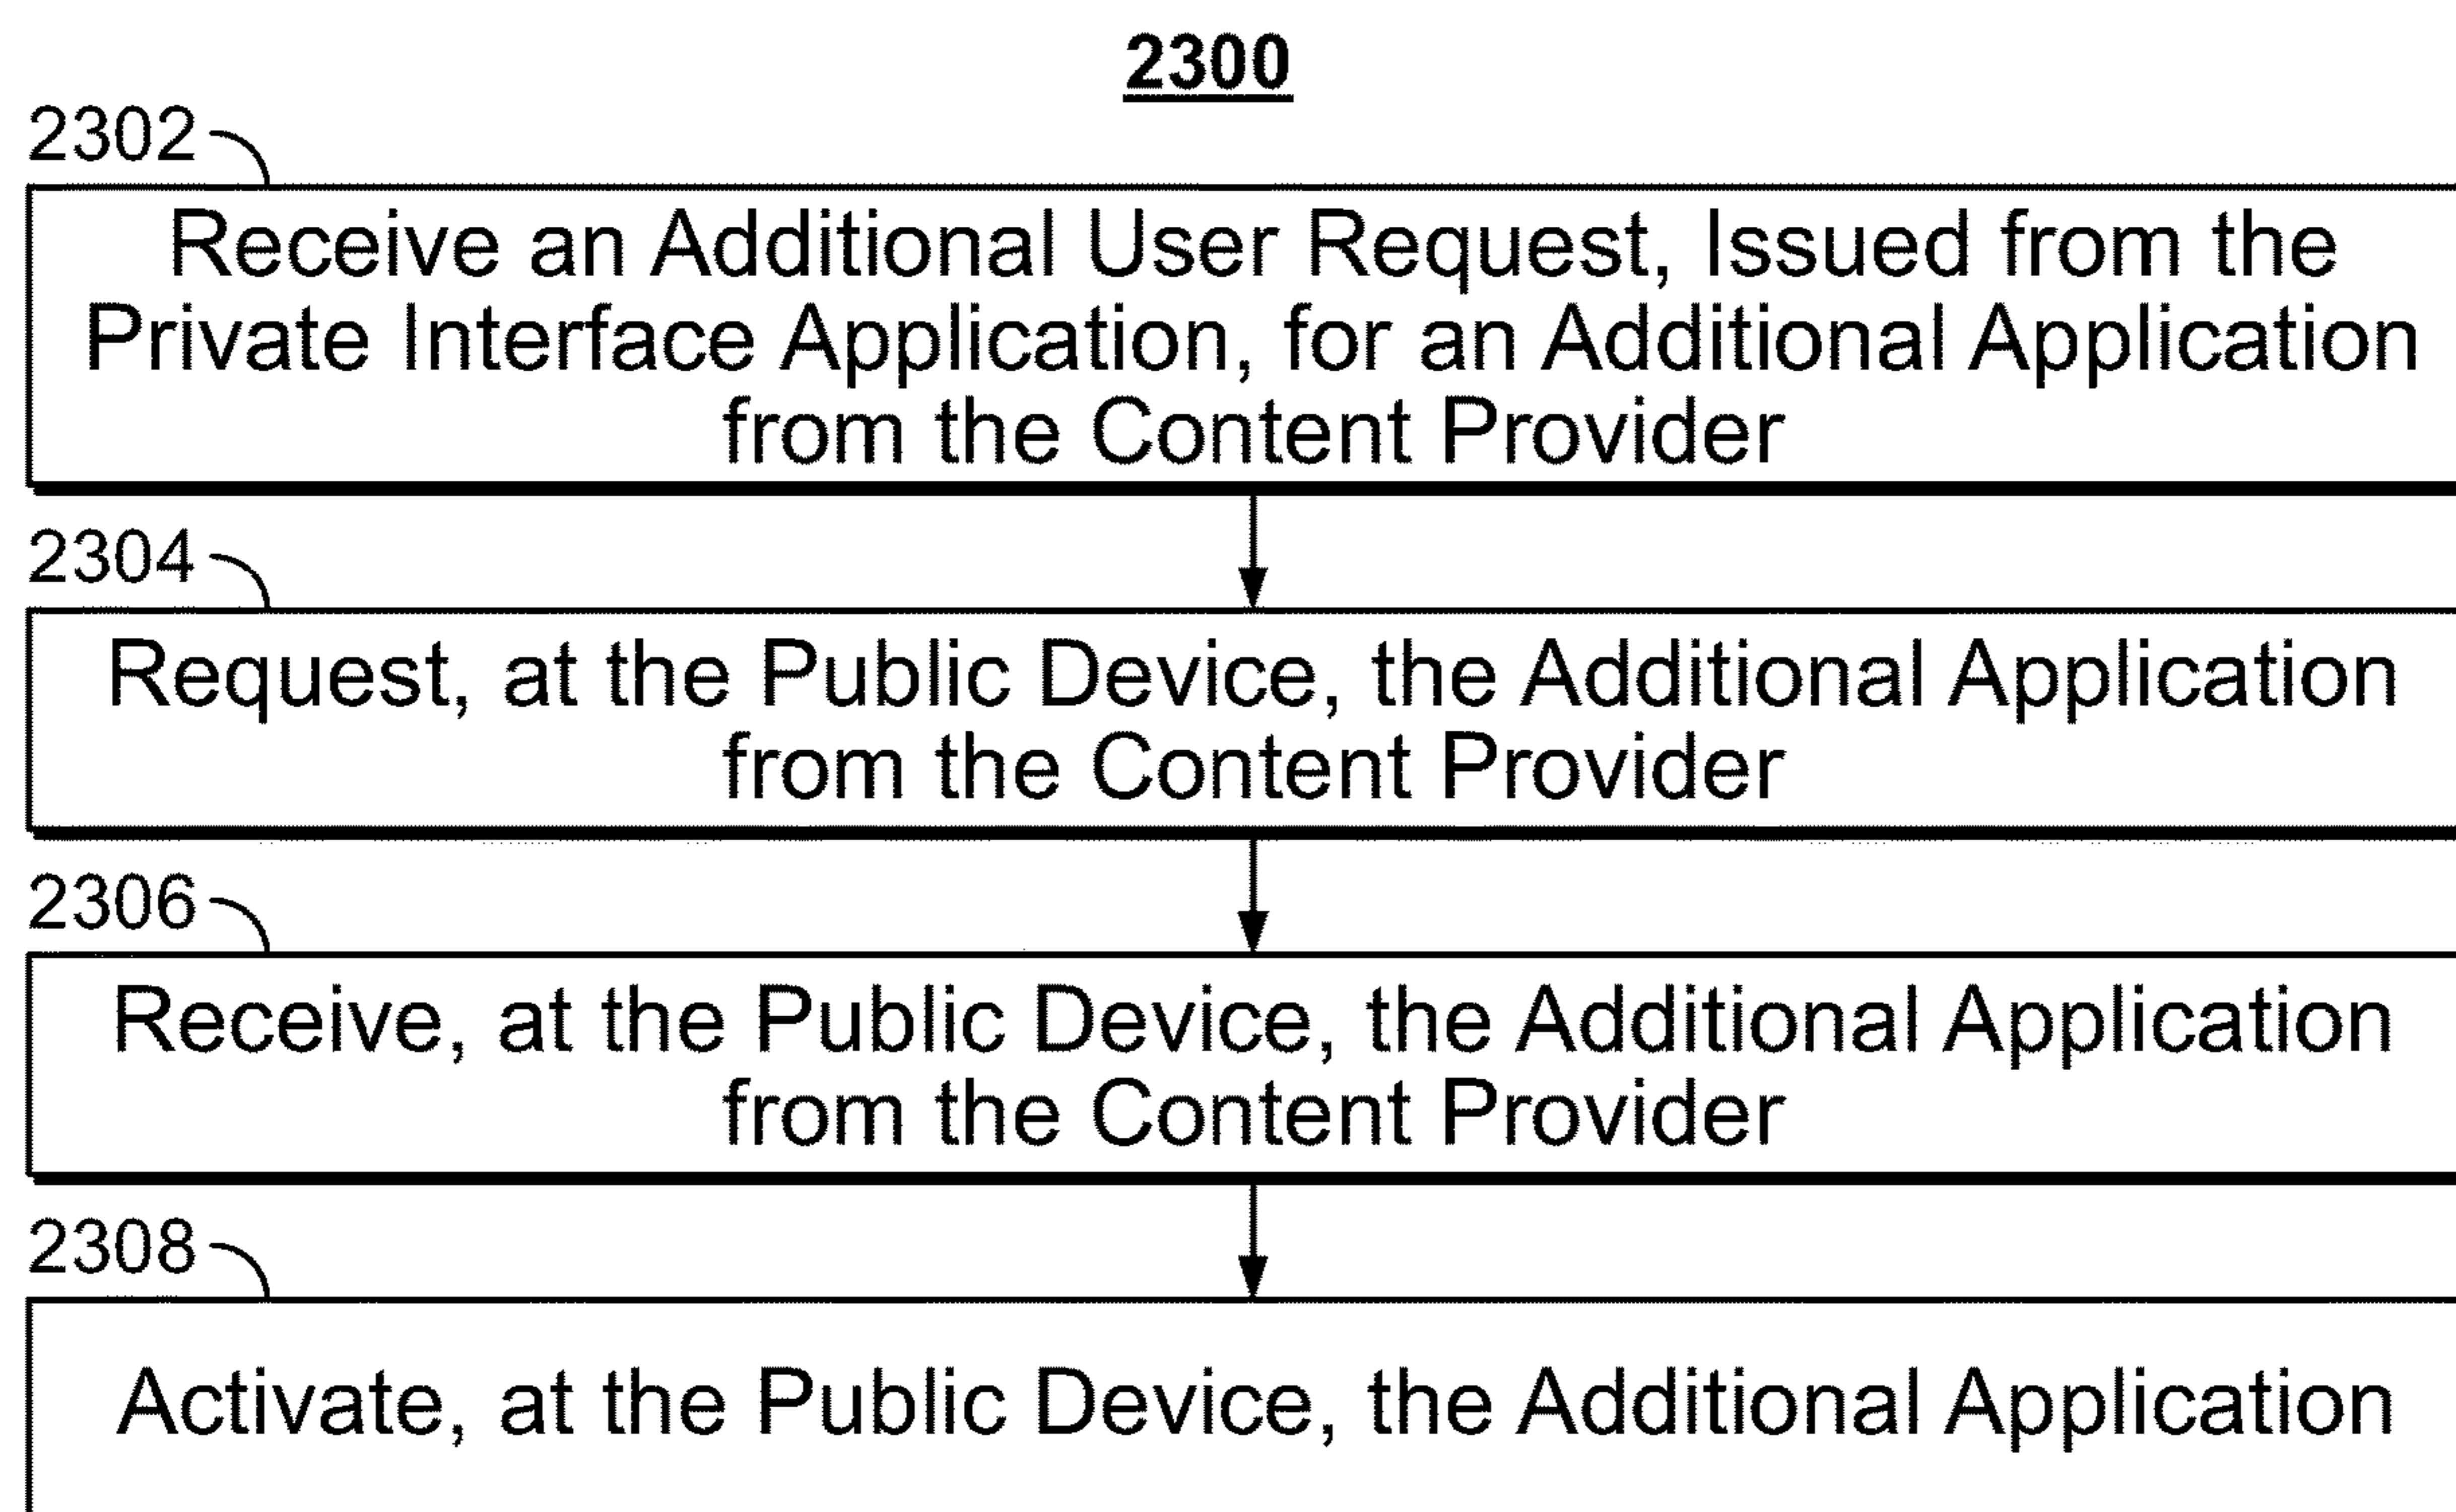 2300
2302
Receive an Additional User Request, Issued from the
Private Interface Application, for an Additional Application
from the Content Provider
2304
Request, at the Public Device, the Additional Application
from the Content Provider
2306
Receive, at the Public Device, the Additional Application
from the Content Provider
2308
Activate, at the Public Device, the Additional Application